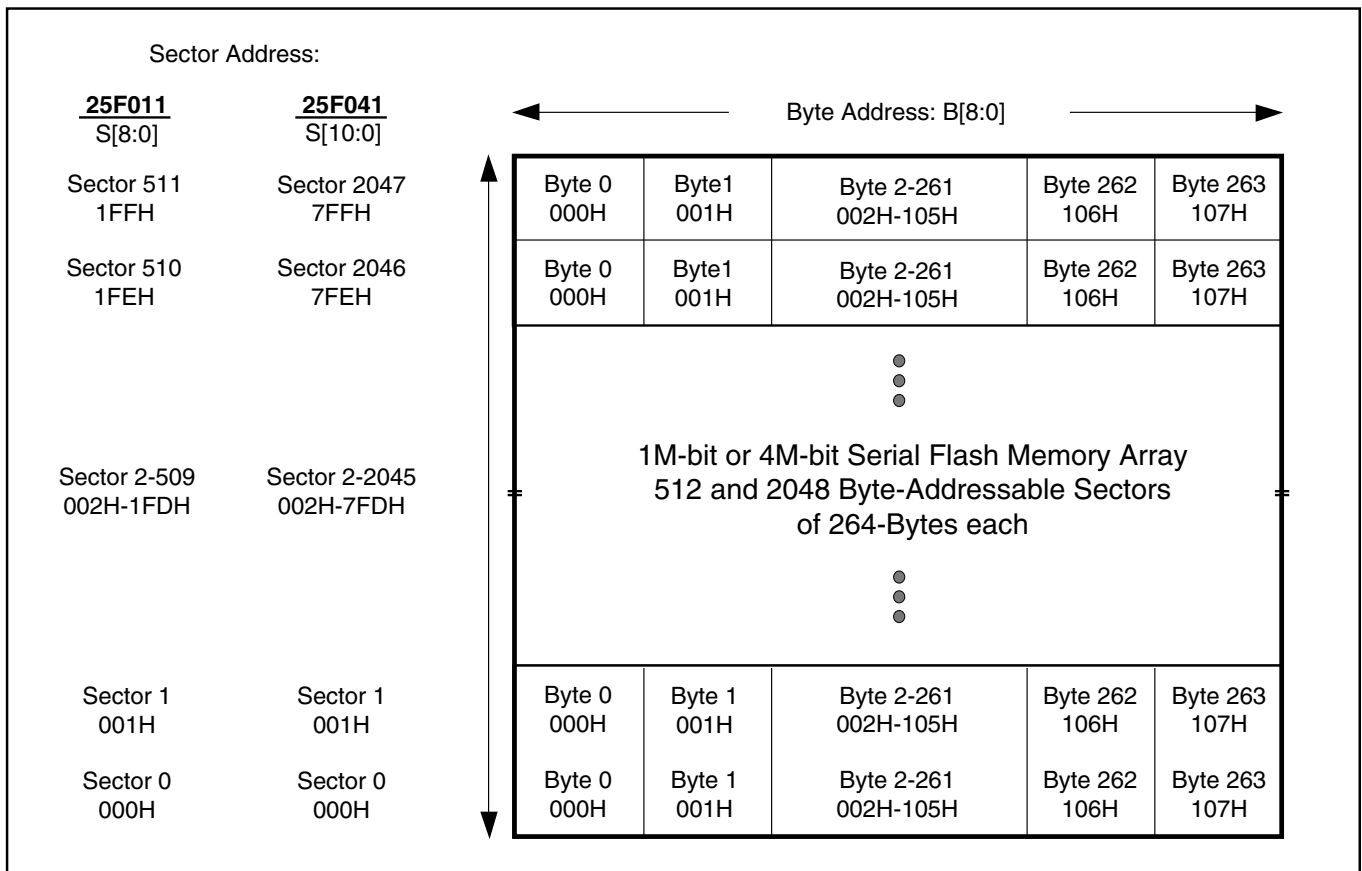 Sector Address:
25F011 25F041
S[8:0] S[10:0]
Byte Address: B[8:0]
Sector 511 Sector 2047 Byte 0 Byte1 Byte 2-261 Byte 262 Byte 263
1FFH 7FFH 000H 001H 002H-105H 106H 107H
Sector 510 Sector 2046 Byte 0 Byte1 Byte 2-261 Byte 262 Byte 263
1FEH 7FEH 000H 001H 002H-105H 106H 107H
1M-bit or 4M-bit Serial Flash Memory Array
512 and 2048 Byte-Addressable Sectors
of 264-Bytes each
Sector 2-509 Sector 2-2045
002H-1FDH 002H-7FDH
Sector 1 Sector 1 Byte 0 Byte 1 Byte 2-261 Byte 262 Byte 263
001H 001H 000H 001H 002H-105H 106H 107H
Sector 0 Sector 0 Byte 0 Byte 1 Byte 2-261 Byte 262 Byte 263
000H 000H 000H 001H 002H-105H 106H 107H